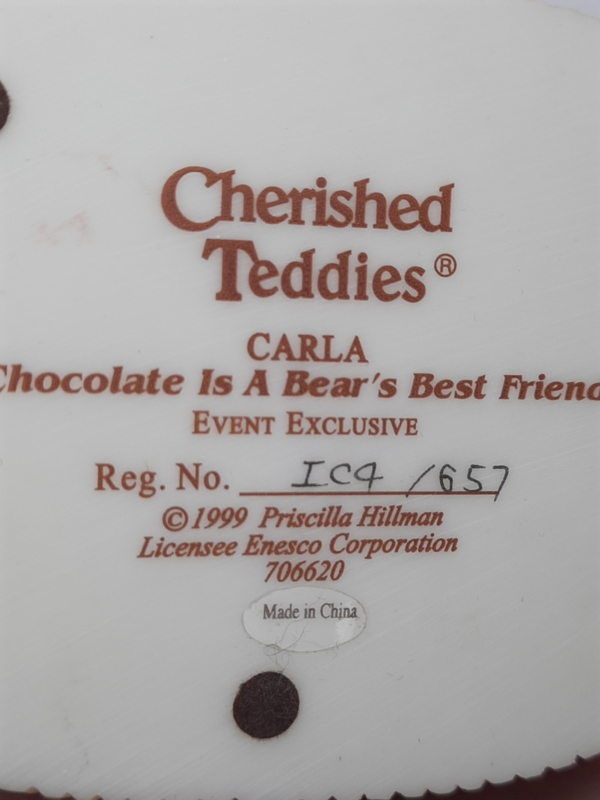 Cherished
Teddies®
CARLA
Chocolate Is A Bear's Best Friend
EVENT EXCLUSIVE
Reg. No. IC4 /657
©1999 Priscilla Hillman
Licensee Enesco Corporation
706620
Made in China